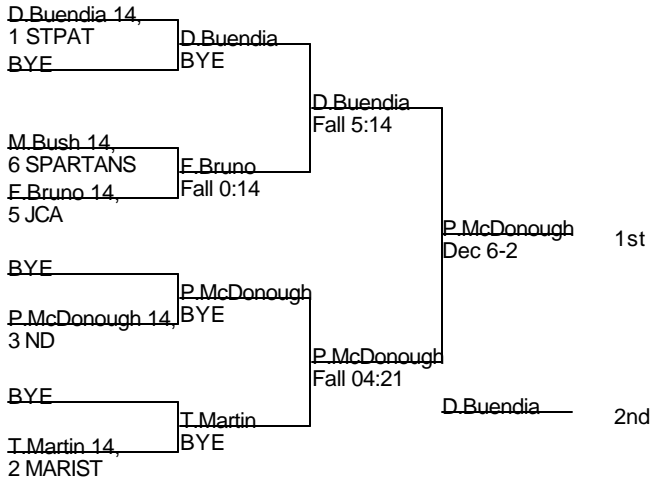 D.Buendia 14,
1 STPAT
BYE
D.Buendia
BYE
M.Bush 14,
6 SPARTANS
F.Bruno 14,
5 JCA
F.Bruno
Fall 0:14
D.Buendia
Fall 5:14
BYE
P.McDonough 14,
3 ND
P.McDonough
BYE
BYE
T.Martin 14,
2 MARIST
T.Martin
BYE
P.McDonough
Fall 04:21
P.McDonough
Dec 6-2
1st
D.Buendia
2nd